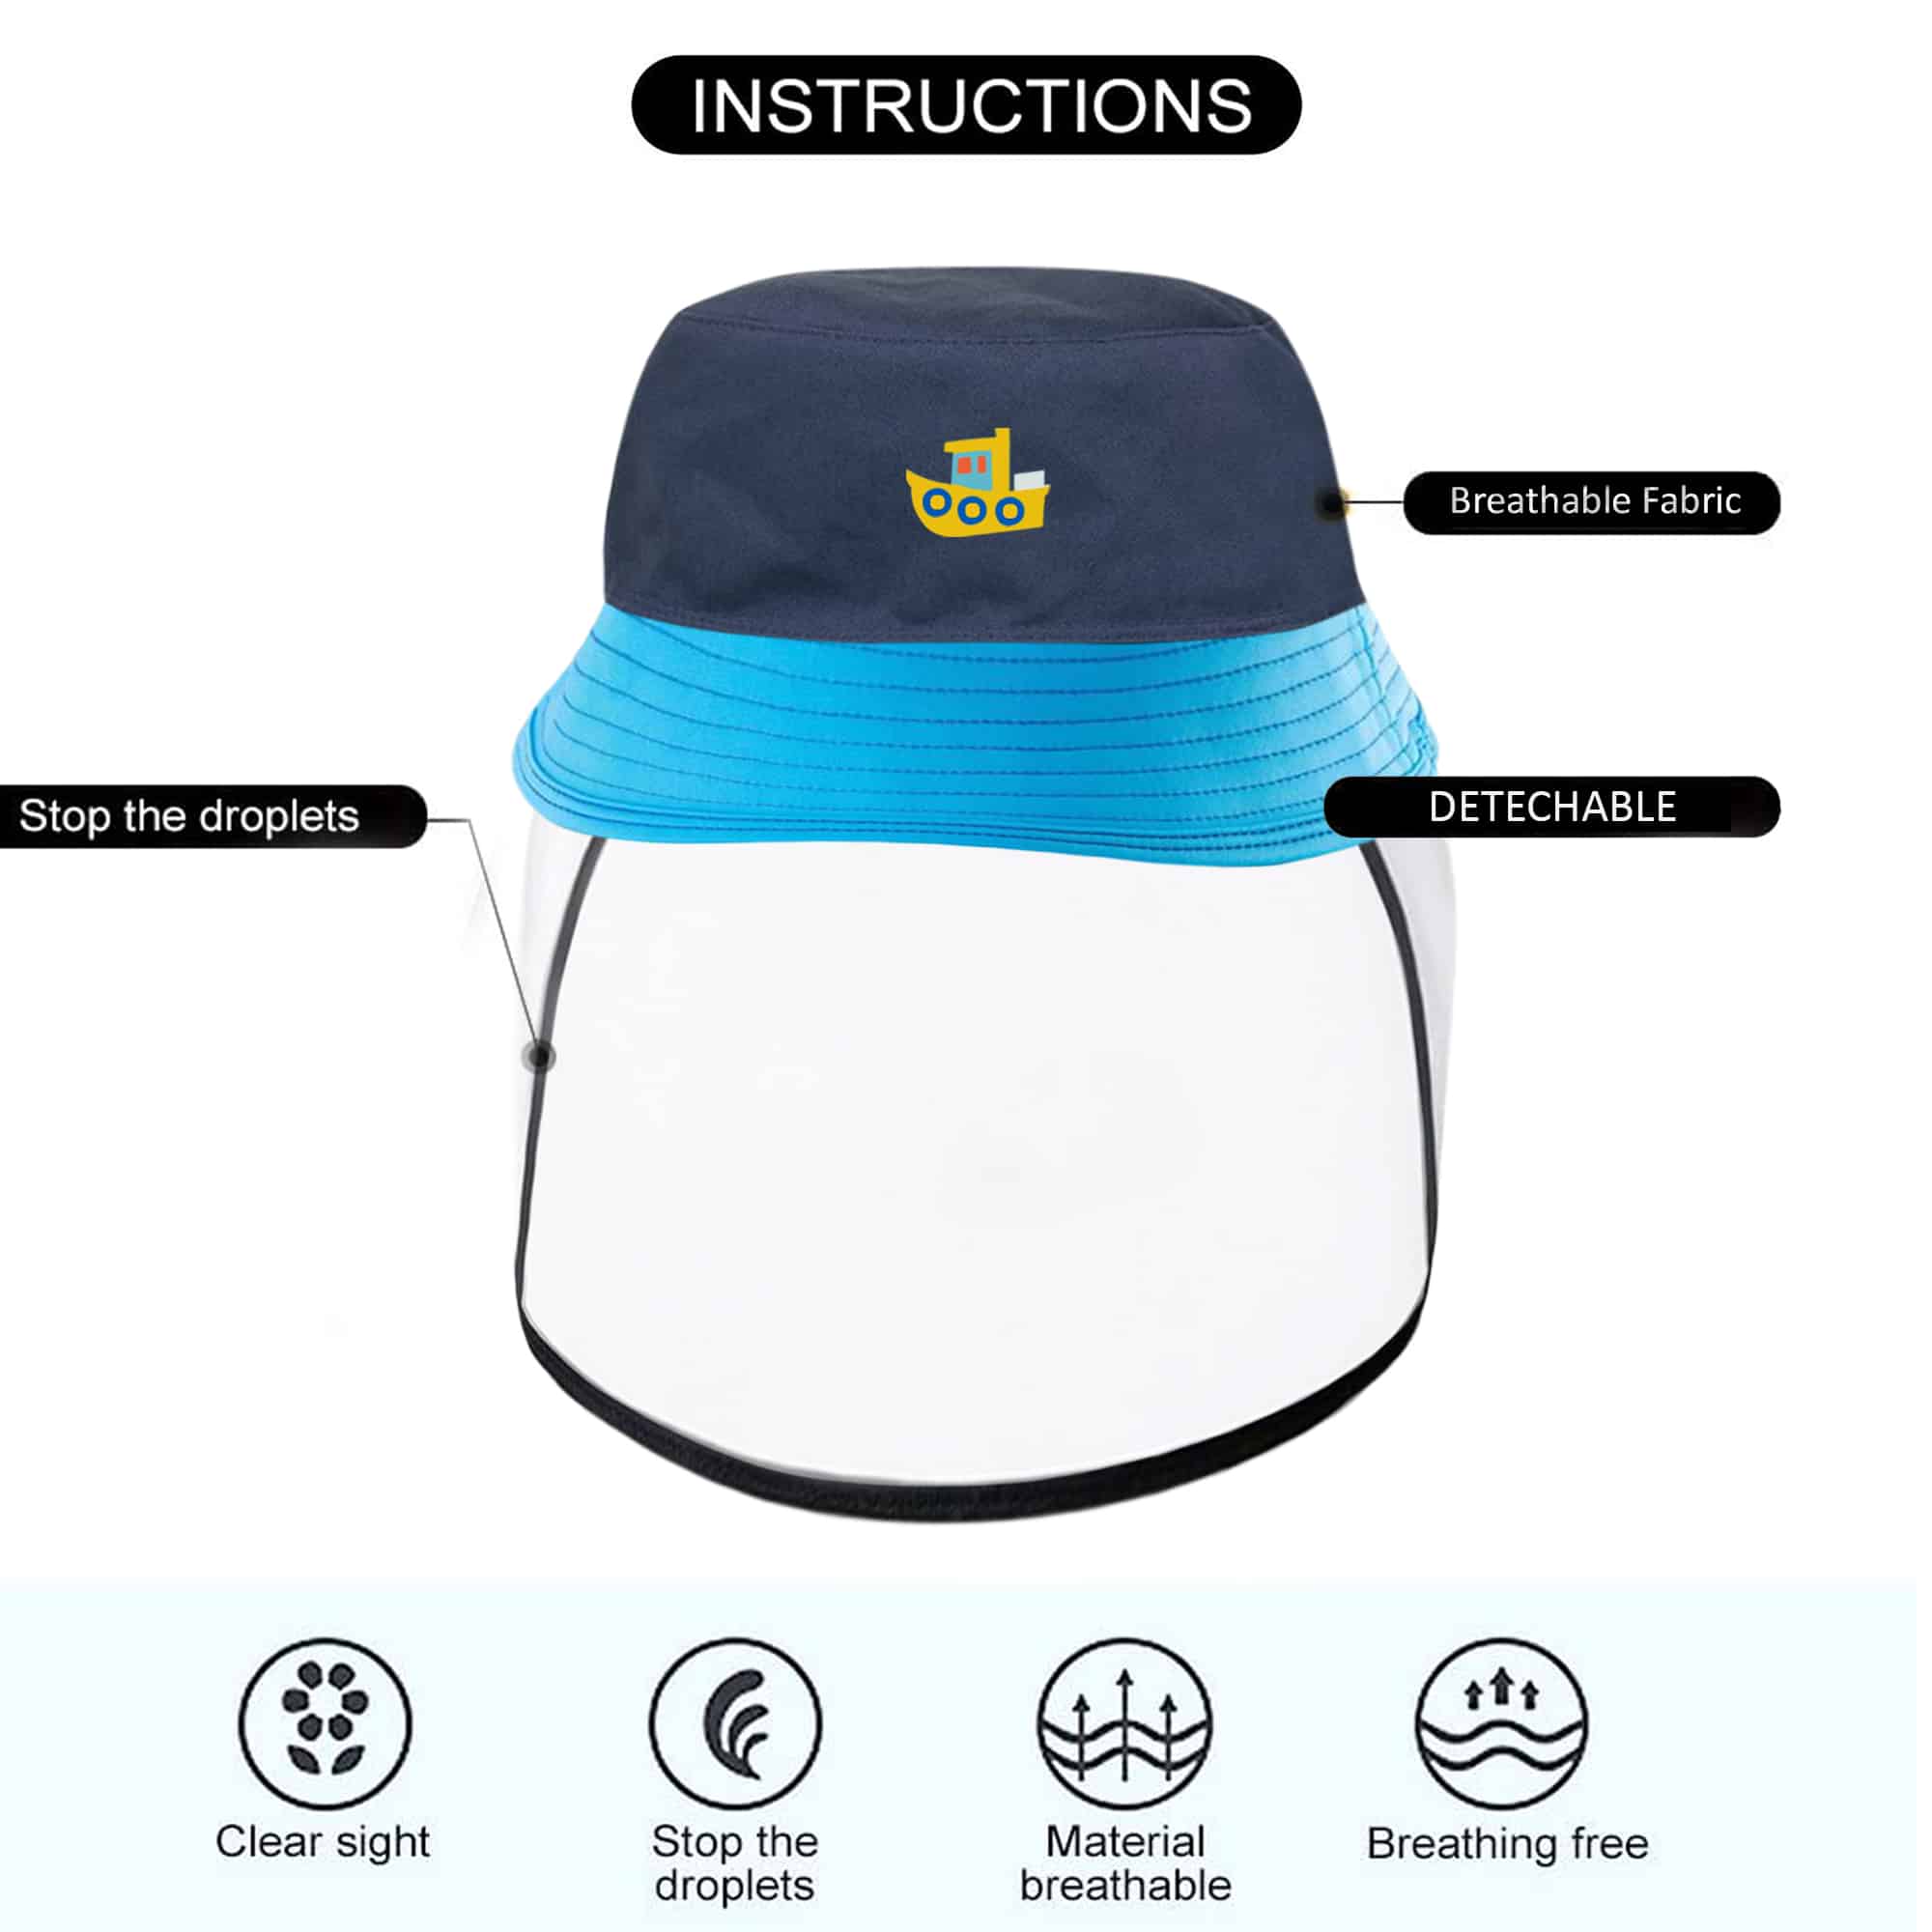 INSTRUCTIONS
Breathable Fabric
DETECHABLE
Stop the droplets
Clear sight
Stop the
droplets
Material
breathable
Breathing free